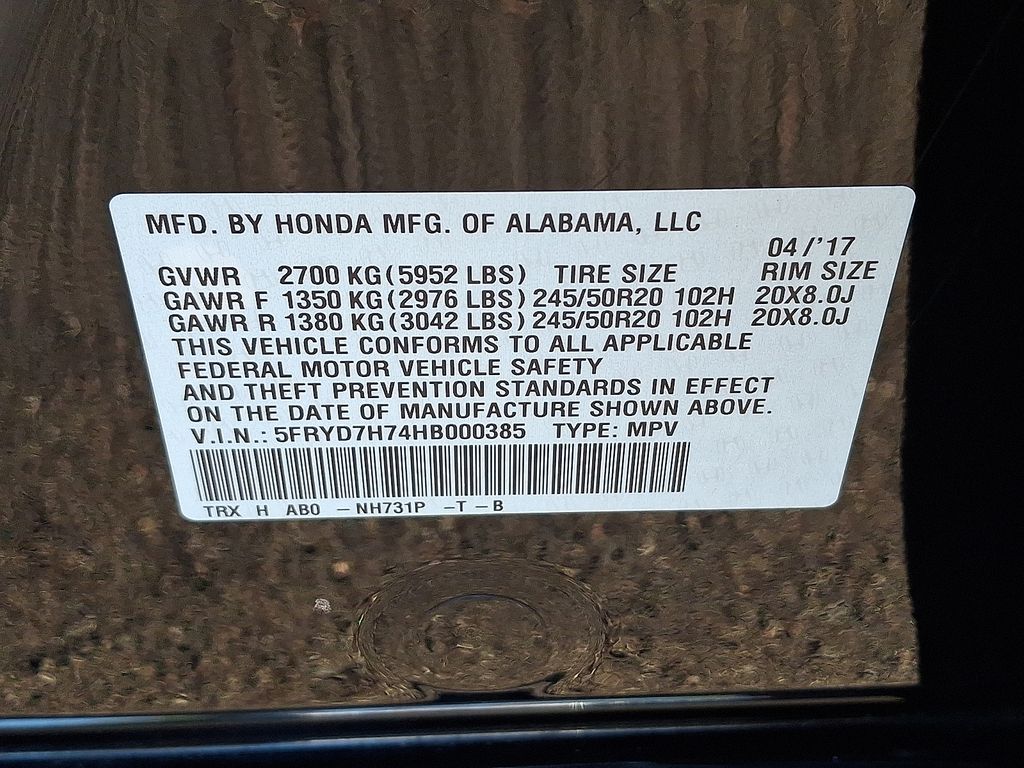 MFD. BY HONDA MFG. OF ALABAMA, LLC
04/'17
GVWR 2700 KG (5952 LBS) TIRE SIZE RIM SIZE
GAWR F 1350 KG (2976 LBS) 245/50R20 102H 20X8.0J
GAWR R 1380 KG (3042 LBS) 245/50R20 102H 20X8.0J
THIS VEHICLE CONFORMS TO ALL APPLICABLE
FEDERAL MOTOR VEHICLE SAFETY
AND THEFT PREVENTION STANDARDS IN EFFECT
ON THE DATE OF MANUFACTURE SHOWN ABOVE.
V.I.N.: 5FRYD7H74HB000385 TYPE: MPV
TRX H AB0 -NH731P -T -B